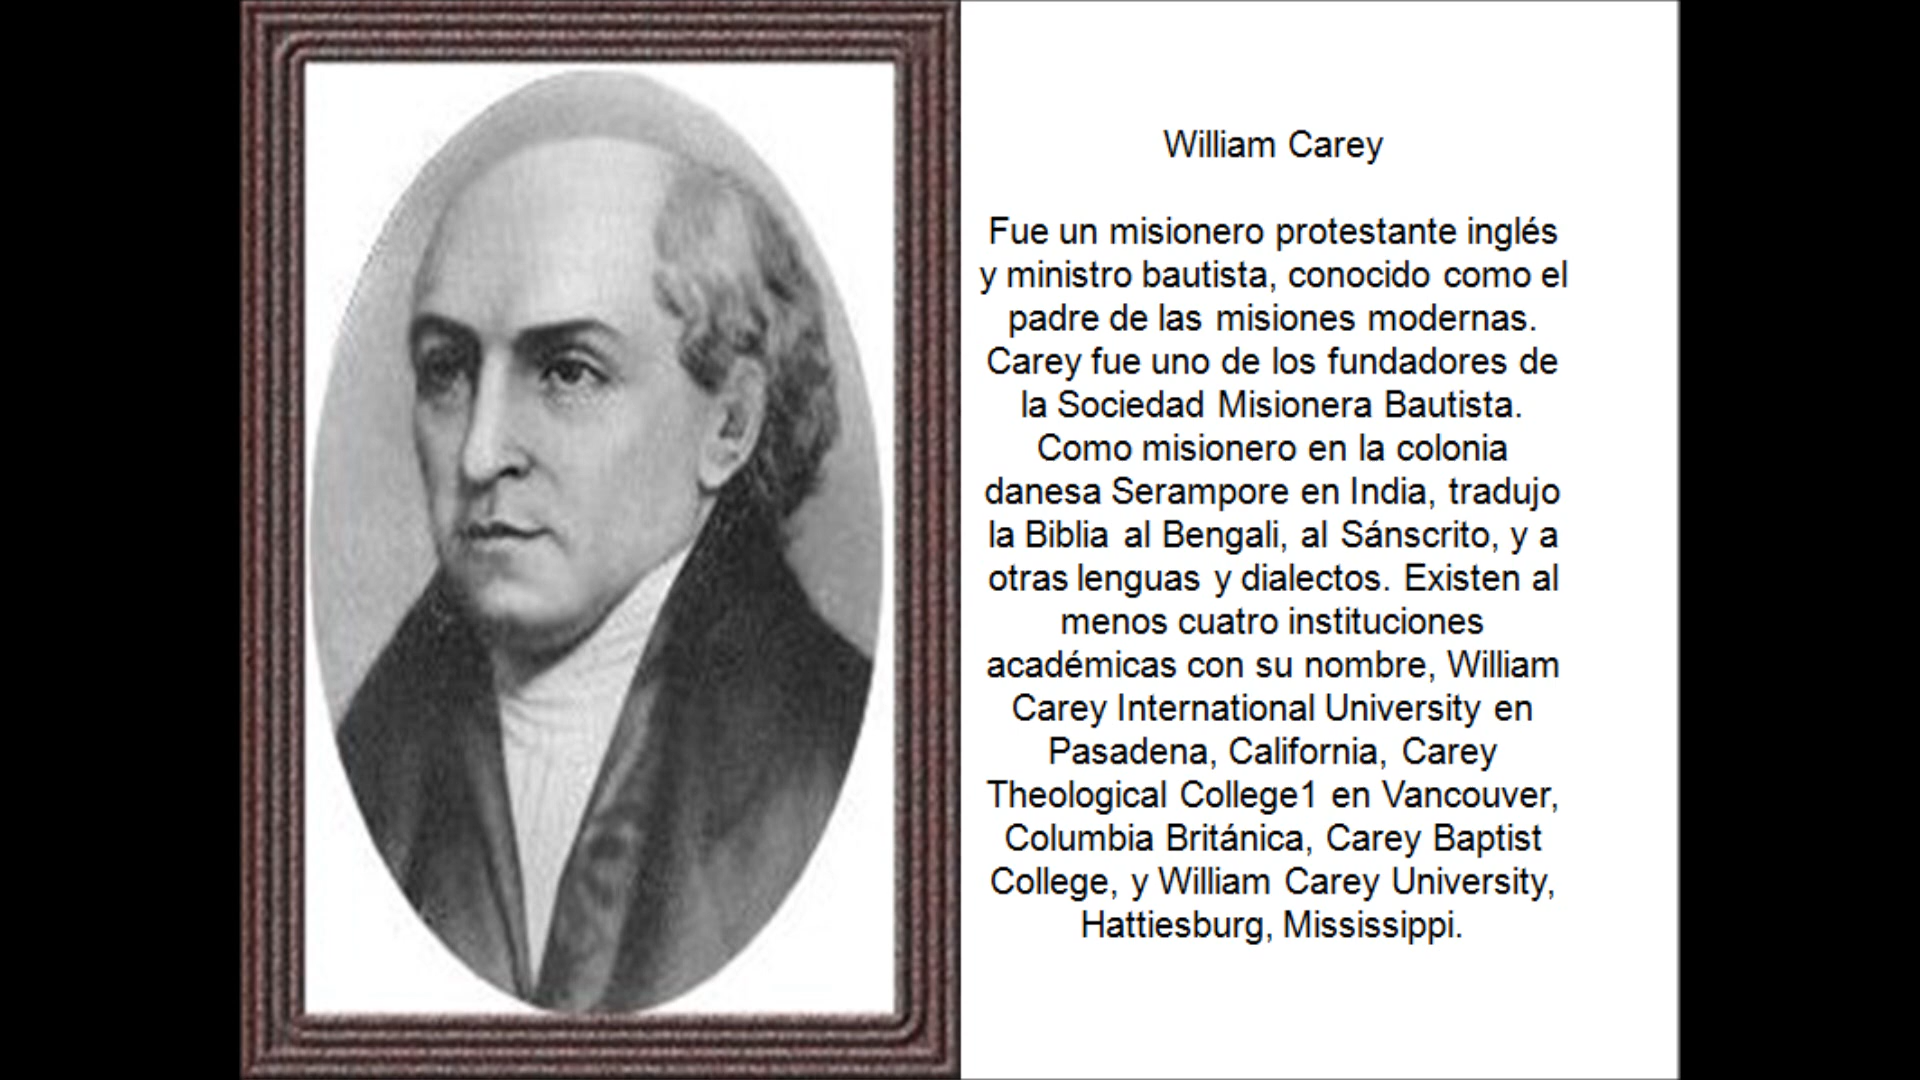 William Carey
Fue un misionero protestante inglés
y ministro bautista, conocido como el
padre de las misiones modernas.
Carey fue uno de los fundadores de
la Sociedad Misionera Bautista.
Como misionero en la colonia
danesa Serampore en India, tradujo
la Biblia al Bengali, al Sánscrito, y a
otras lenguas y dialectos. Existen al
menos cuatro instituciones
académicas con su nombre, William
Carey International University en
Pasadena, California, Carey
Theological College1 en Vancouver,
Columbia Británica, Carey Baptist
College, y William Carey University,
Hattiesburg, Mississippi.